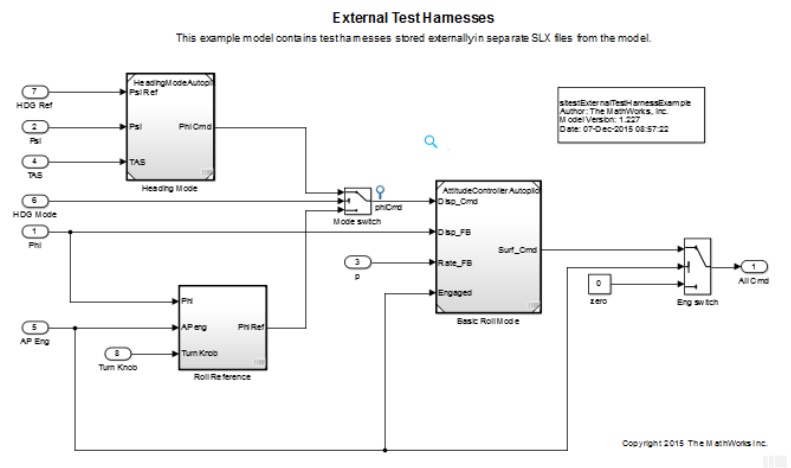 External Test Harnesses
This example model contains test harnesses stored externally in separate SLX files from the model.
HeadingModeAutopil
7
PsiRef
HDG Ref
2
Psi
PhiCmd
Psi
4
TAS
TAS
Heading Mode
sltestExternalTestHarnessExample
Author: The MathWorks, Inc.
Model Version: 1.227
Date: 07-Dec-2015 08:57:22
6
HDG Mode
phiCmd
Mode switch
AttitudeController Autopilo
Disp_Cmd
1
Phi
Disp_FB
Surf_Cmd
3
Rate_FB
p
Engaged
Basic Roll Mode
0
zero
Eng switch
1
Ail Cmd
Phi
5
AP Eng
APeng
PhiRef
8
Turn Knob
Turn Knob
Roll Reference
Copyright 2015 The MathWorks Inc.